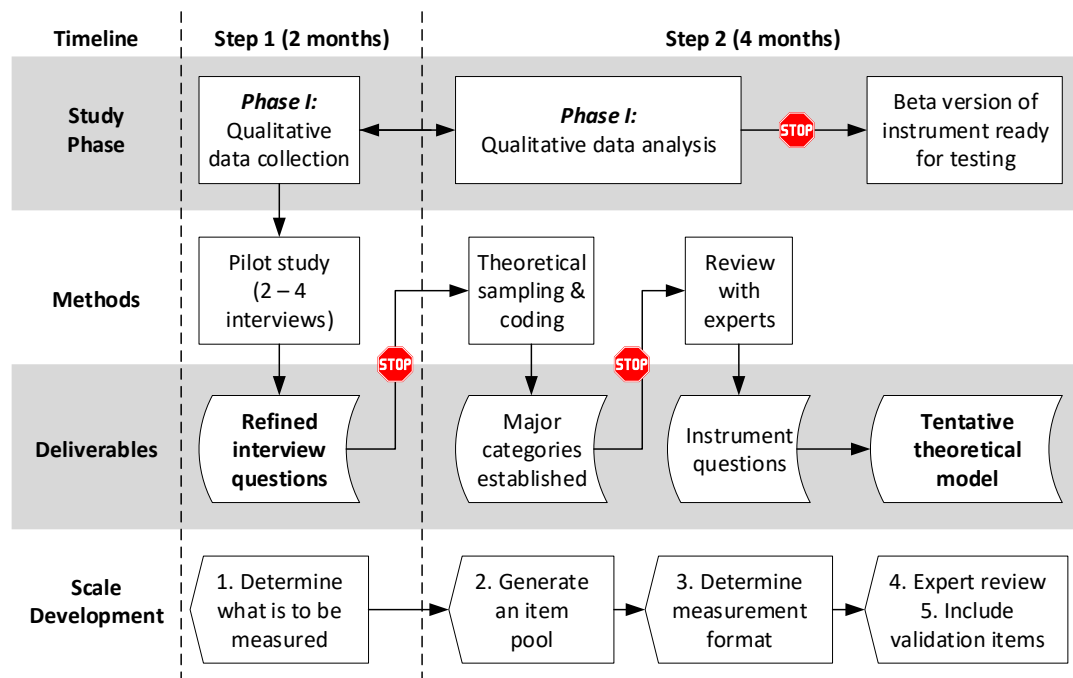 Timeline
Step 1 (2 months)
Step 2 (4 months)
Study
Phase
Phase I:
Qualitative
data collection
Phase I:
Qualitative data analysis
STOP
Beta version of
instrument ready
for testing
Methods
Pilot study
(2 – 4
interviews)
Theoretical
sampling &
coding
Review
with
experts
STOP
STOP
Deliverables
Refined
interview
questions
Major
categories
established
Instrument
questions
Tentative
theoretical
model
Scale
Development
1. Determine
what is to be
measured
2. Generate
an item
pool
3. Determine
measurement
format
4. Expert review
5. Include
validation items